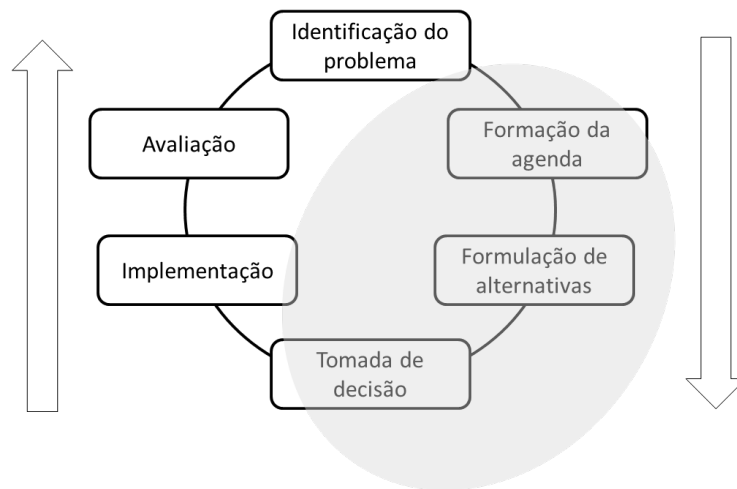 Identificação do
problema
Formação da
agenda
Formulação de
alternativas
Tomada de
decisão
Implementação
Avaliação